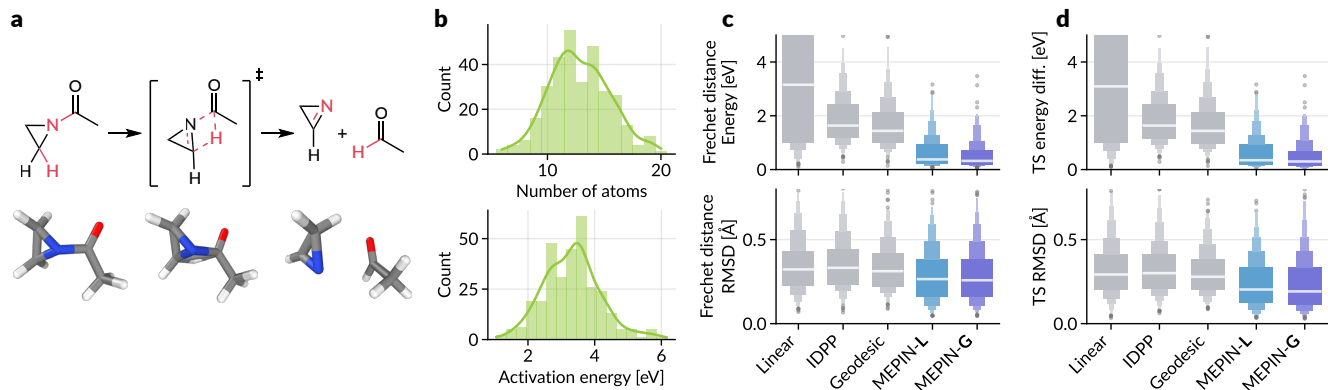 a
O
N
H
H
‡
O
N
H
H
N
H
+
O
H
b
Count
40
20
0
10
20
Number of atoms
Count
50
25
0
2
4
6
Activation energy [eV]
c
Frechet distance
Energy [eV]
4
2
0
Frechet distance
RMSD [Å]
0.5
0.0
Linear
IDPP
Geodesic
MEPIN-L
MEPIN-G
d
TS energy diff. [eV]
4
2
0
TS RMSD [Å]
0.5
0.0
Linear
IDPP
Geodesic
MEPIN-L
MEPIN-G